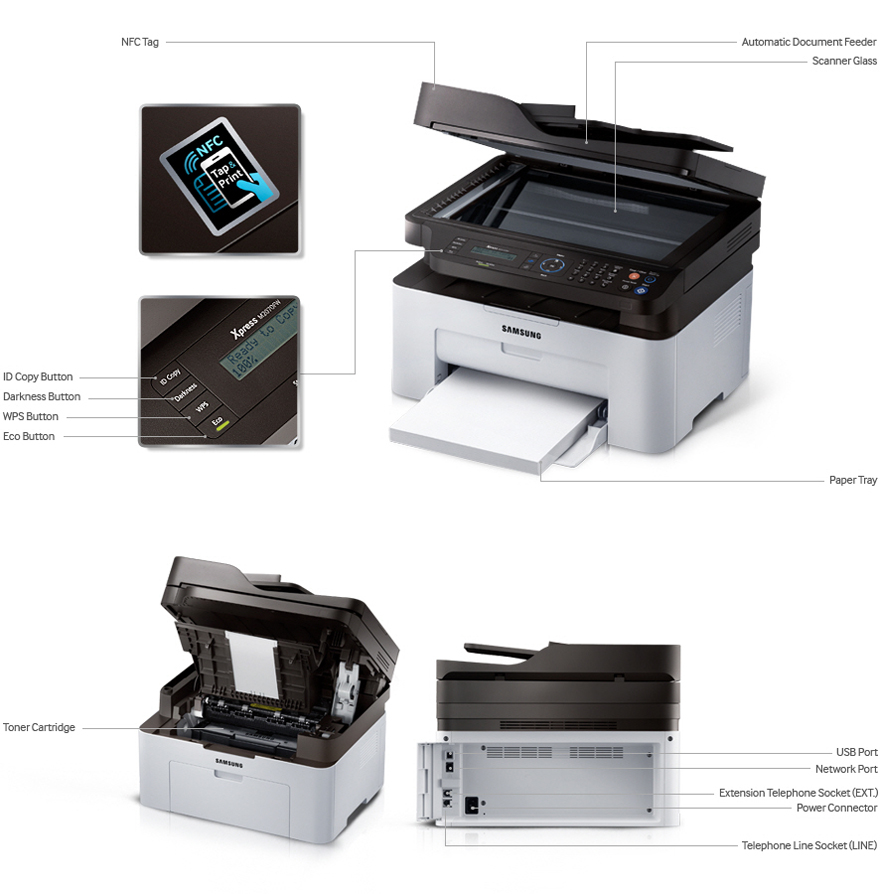 NFC Tag
Automatic Document Feeder
Scanner Glass
NFC
Tap &
Print
SAMSUNG
Xpress M2070FW
Ready to Copy
100%
ID Copy
Darkness
WPS
Eco
ID Copy Button
Darkness Button
WPS Button
Eco Button
Paper Tray
Toner Cartridge
SAMSUNG
USB Port
Network Port
Extension Telephone Socket (EXT.)
Power Connector
Telephone Line Socket (LINE)